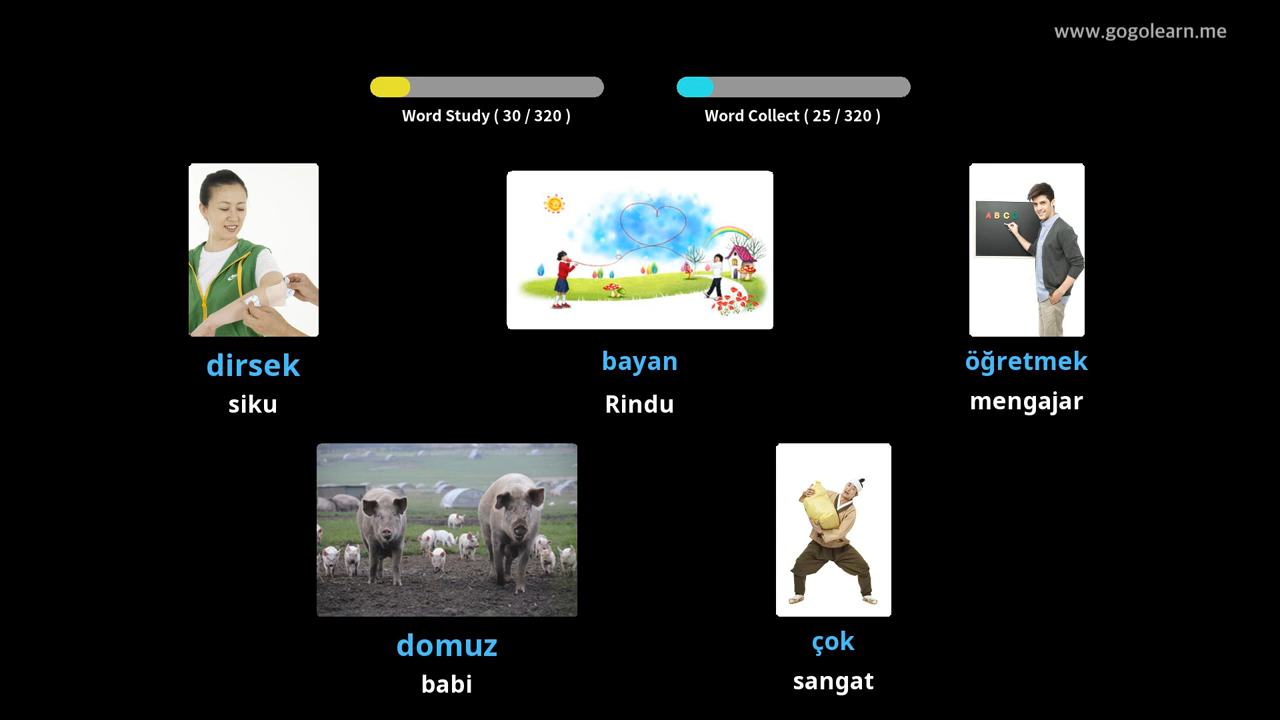 www.gogolearn.me
Word Study ( 30 / 320 )
Word Collect ( 25 / 320 )
A B C D
dirsek
siku
bayan
Rindu
öğretmek
mengajar
domuz
babi
çok
sangat